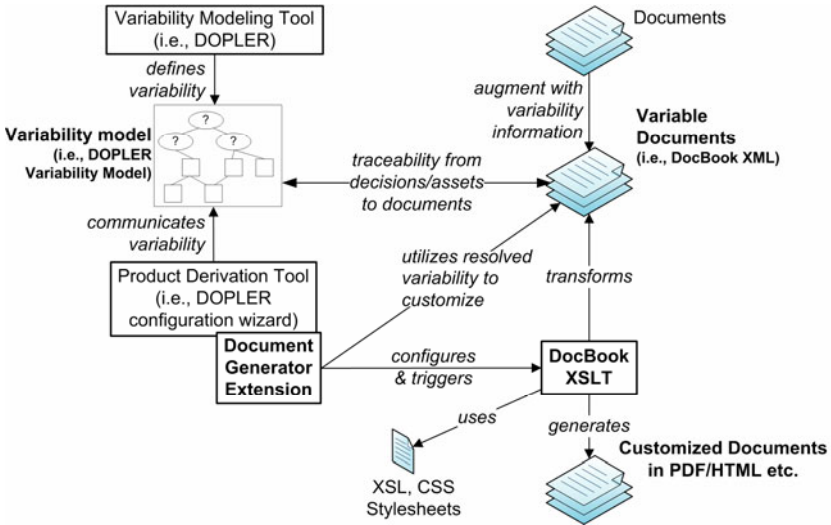 Variability Modeling Tool
(i.e., DOPLER)
Documents
defines
variability
augment with
variability
information
?
?
?
Variability model
(i.e., DOPLER
Variability Model)
Variable
Documents
(i.e., DocBook XML)
traceability from
decisions/assets
to documents
communicates
variability
utilizes resolved
variability to
customize
transforms
Product Derivation Tool
(i.e., DOPLER
configuration wizard)
Document
Generator
Extension
configures
& triggers
DocBook
XSLT
uses
generates
XSL, CSS
Stylesheets
Customized Documents
in PDF/HTML etc.